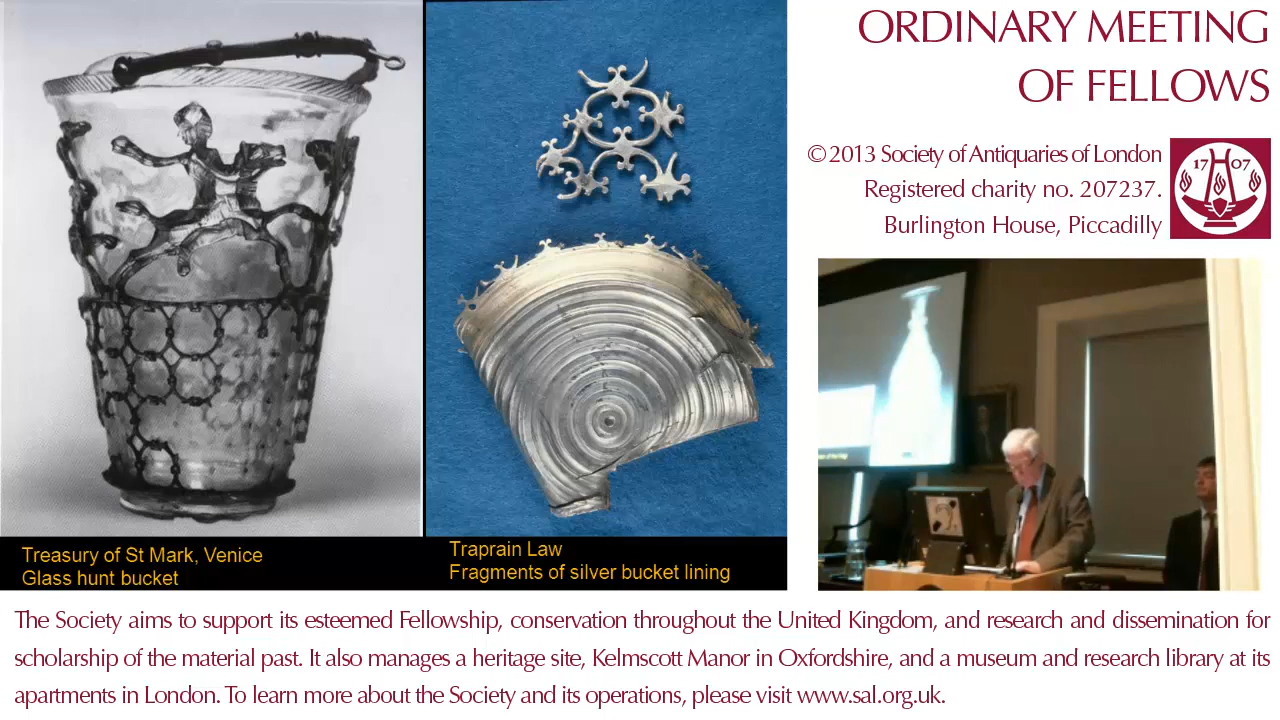 ORDINARY MEETING
OF FELLOWS
© 2013 Society of Antiquaries of London
Registered charity no. 207237.
Burlington House, Piccadilly
17 07
Treasury of St Mark, Venice
Glass hunt bucket
Traprain Law
Fragments of silver bucket lining
The Society aims to support its esteemed Fellowship, conservation throughout the United Kingdom, and research and dissemination for
scholarship of the material past. It also manages a heritage site, Kelmscott Manor in Oxfordshire, and a museum and research library at its
apartments in London. To learn more about the Society and its operations, please visit www.sal.org.uk.